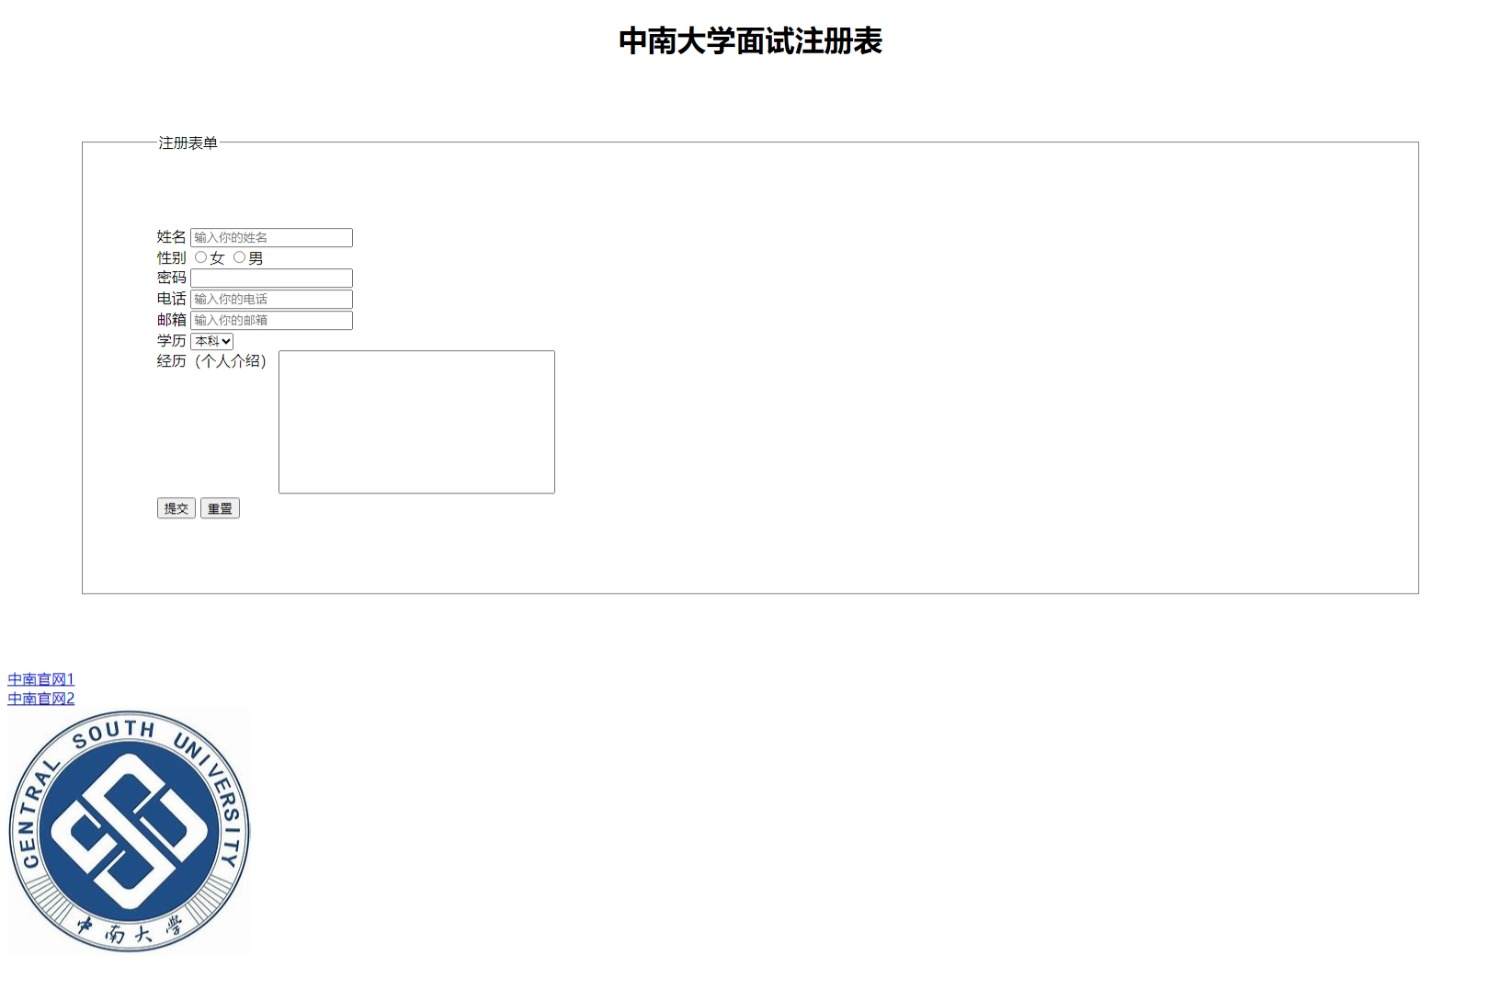 中南大学面试注册表
注册表单
姓名 输入你的姓名
性别 女 男
密码
电话 输入你的电话
邮箱 输入你的邮箱
学历 本科
经历（个人介绍）
提交 重置
中南官网1
中南官网2
CENTRAL SOUTH UNIVERSITY
中南大学